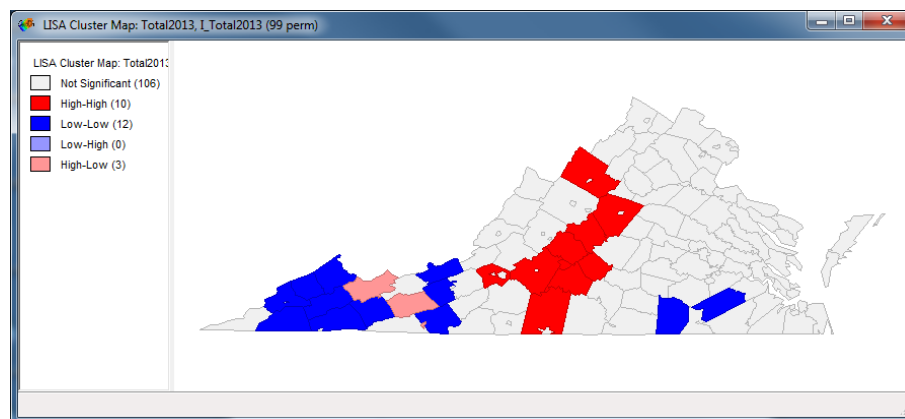 LISA Cluster Map: Total2013, I_Total2013 (99 perm)
LISA Cluster Map: Total2013
Not Significant (106)
High-High (10)
Low-Low (12)
Low-High (0)
High-Low (3)